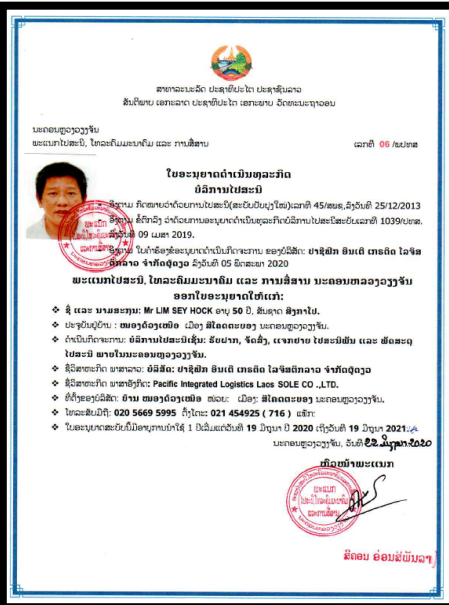 ສາທາລະນະລັດ ປະຊາທິປະໄຕ ປະຊາຊົນລາວ
ສັນຕິພາບ ເອກະລາດ ປະຊາທິປະໄຕ ເອກະພາບ ວັດທະນະຖາວອນ
ນະຄອນຫຼວງວຽງຈັນ
ພະແນກໄປສະນີ, ໂທລະຄົມມະນາຄົມ ແລະ ການສື່ສານ
ເລກທີ 06 /ພປທສ
ໃບອະນຸຍາດດຳເນີນທຸລະກິດ
ບໍລິການໄປສະນີ
ອີງຕາມ ກົດໝາຍວ່າດ້ວຍການໄປສະນີ(ສະບັບປັບປຸງໃໝ່)ເລກທີ 45/ສພຊ,ລົງວັນທີ 25/12/2013
ອີງຕາມ ຂໍ້ຕົກລົງ ວ່າດ້ວຍການອະນຸຍາດດຳເນີນທຸລະກິດບໍລິການໄປສະນີສະບັບເລກທີ 1039/ປທສ.
ລົງວັນທີ 09 ເມສາ 2019.
ອີງຕາມ ໃບຄຳຮ້ອງຂໍອະນຸຍາດດຳເນີນກິດຈະການ ຂອງບໍລິສັດ: ປາຊີຟິກ ອິນເຕີ ເກຣຕິດ ໂລຈິສ
ຕິກລາວ ຈຳກັດຜູ້ດຽວ ລົງວັນທີ 05 ພຶດສະພາ 2020
ພະແນກໄປສະນີ, ໂທລະຄົມມະນາຄົມ ແລະ ການສື່ສານ ນະຄອນຫລວງວຽງຈັນ
ອອກໃບອະນຸຍາດໃຫ້ແກ່:
❖ ຊື່ ແລະ ນາມສະກຸນ: Mr LIM SEY HOCK ອາຍຸ 50 ປີ, ສັນຊາດ ສິງກາໂປ.
❖ ປະຈຸບັນຢູ່ບ້ານ : ໜອງດ້ວງເໜືອ ເມືອງ ສີໂຄດຕະບອງ ນະຄອນຫຼວງວຽງຈັນ.
❖ ດຳເນີນກິດຈະການ: ບໍລິການໄປສະນີເຊັ່ນ: ຮັບຝາກ, ຈັດສົ່ງ, ແຈກຢາຍ ໄປສະນີພັນ ແລະ ພັດສະດຸ
ໄປສະນີ ພາຍໃນນະຄອນຫຼວງວຽງຈັນ.
❖ ຊື່ວິສາຫະກິດ ພາສາລາວ: ບໍລິສັດ: ປາຊີຟິກ ອິນເຕີ ເກຣຕິດ ໂລຈິສຕິກລາວ ຈຳກັດຜູ້ດຽວ
❖ ຊື່ວິສາຫະກິດ ພາສາອັງກິດ: Pacific Integrated Logistics Laos SOLE CO .,LTD.
❖ ທີ່ຕັ້ງຂອງບໍລິສັດ: ບ້ານ ໜອງດ້ວງເໜືອ ໜ່ວຍ: ເມືອງ: ສີໂຄດຕະບອງ ນະຄອນຫຼວງວຽງຈັນ.
❖ ໂທລະສັບມືຖື: 020 5669 5995 ຕັ້ງໂຕະ: 021 454925 ( 716 ) ແຟັກ:
❖ ໃບອະນຸຍາດສະບັບນີ້ມີອາຍຸການນຳໃຊ້ 1 ປີເລີ່ມແຕ່ວັນທີ 19 ມິຖຸນາ ປີ 2020 ເຖິງວັນທີ 19 ມິຖຸນາ 2021.
ນະຄອນຫຼວງວຽງຈັນ, ວັນທີ 22 ມິຖຸນາ 2020
ຫົວໜ້າພະແນກ
ສີຄອນ ອ່ອນສີພັນລາ